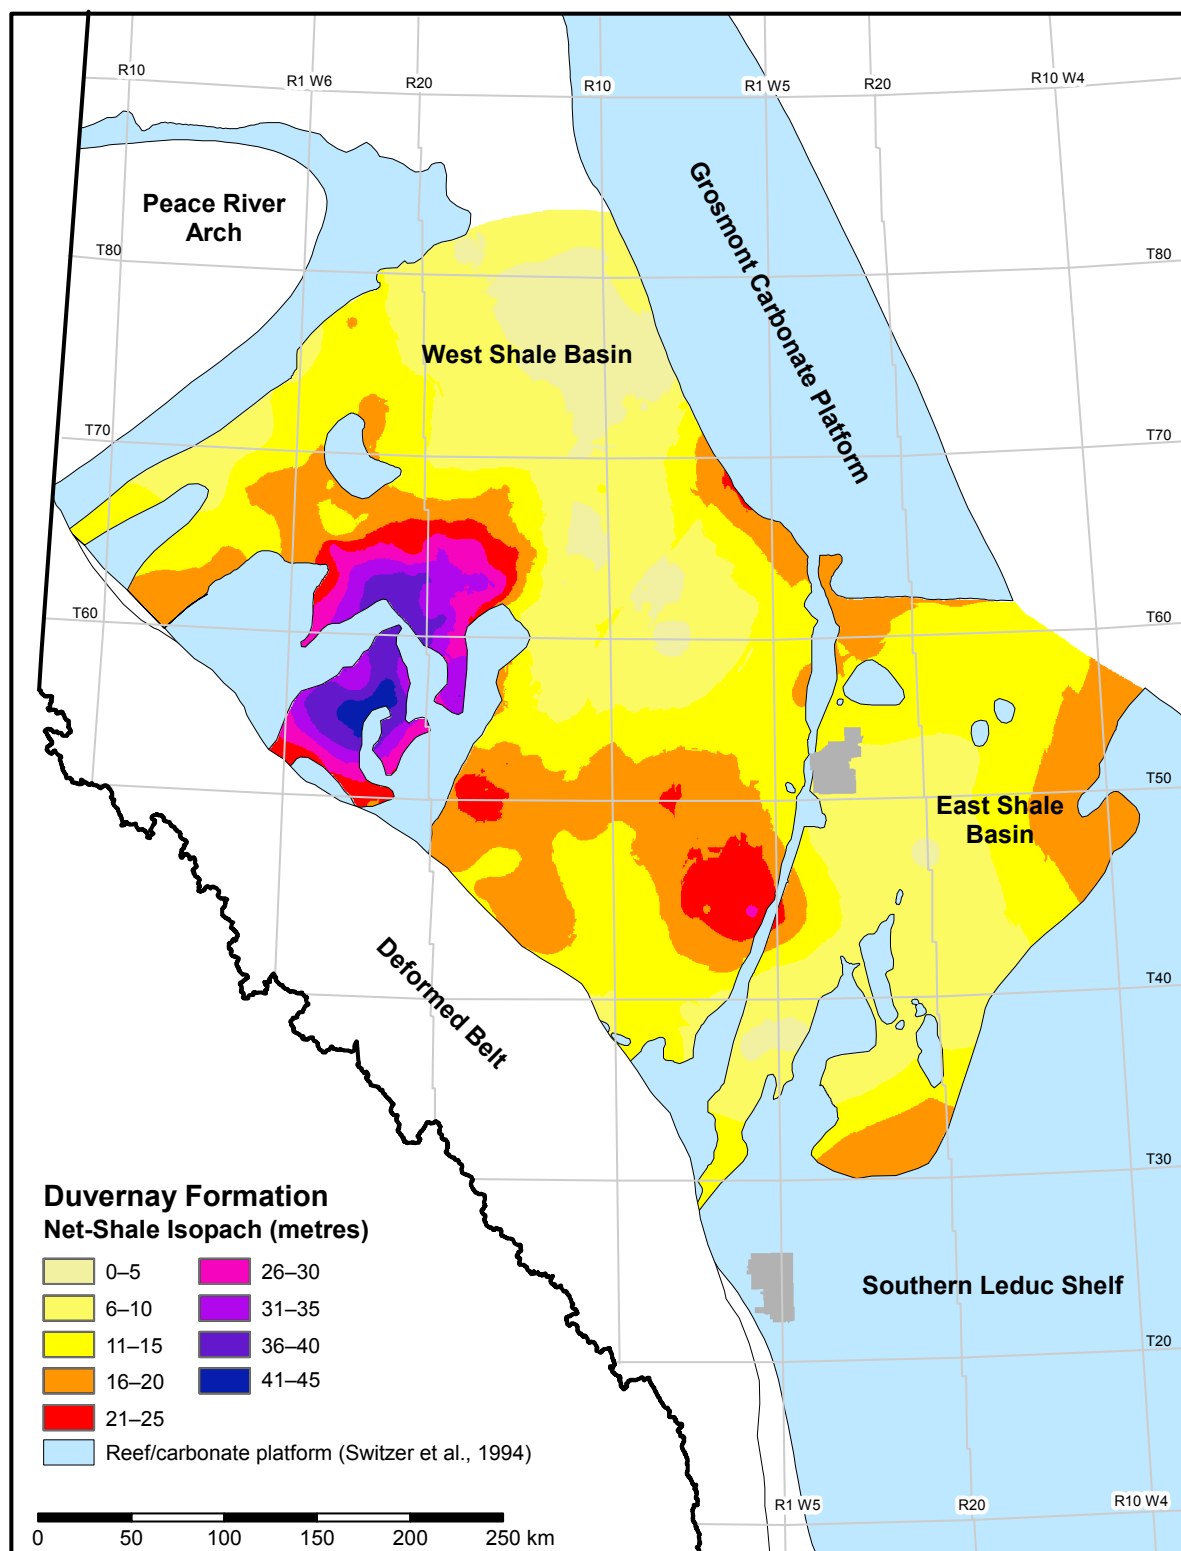 R10
R1 W6
R20
R10
R1 W5
R20
R10 W4
Peace River
Arch
Grosmont Carbonate Platform
T80
T80
West Shale Basin
T70
T70
T60
T60
T50
East Shale
Basin
Deformed Belt
T40
T30
Duvernay Formation
Net-Shale Isopach (metres)
0–5
26–30
6–10
31–35
11–15
36–40
16–20
41–45
21–25
Reef/carbonate platform (Switzer et al., 1994)
Southern Leduc Shelf
T20
R1 W5
R20
R10 W4
0
50
100
150
200
250 km